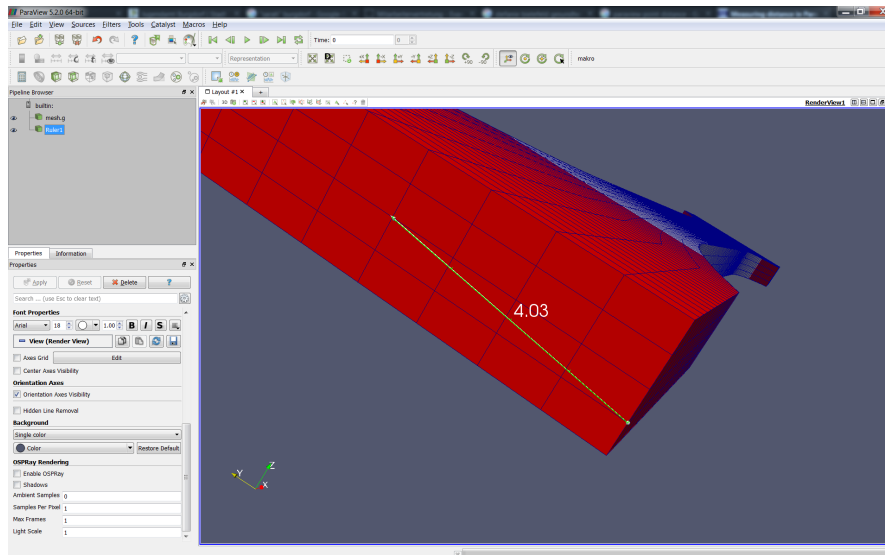 ParaView 5.2.0 64-bit
File Edit View Sources Filters Tools Catalyst Macros Help
Time: 0 0
Representation makro
Pipeline Browser
Layout #1
builtin:
mesh.g
Ruler1
RenderView1
Properties Information
Properties
Apply Reset Delete ?
Search ... (use Esc to clear text)
Font Properties
Arial 18 1.00 B I S
View (Render View)
Axes Grid Edit
Center Axes Visibility
Orientation Axes
Orientation Axes Visibility
Hidden Line Removal
Background
Single color
Color Restore Default
OSPRay Rendering
Enable OSPRay
Shadows
Ambient Samples 0
Samples Per Pixel 1
Max Frames 1
Light Scale 1
4.03
Z
Y
X